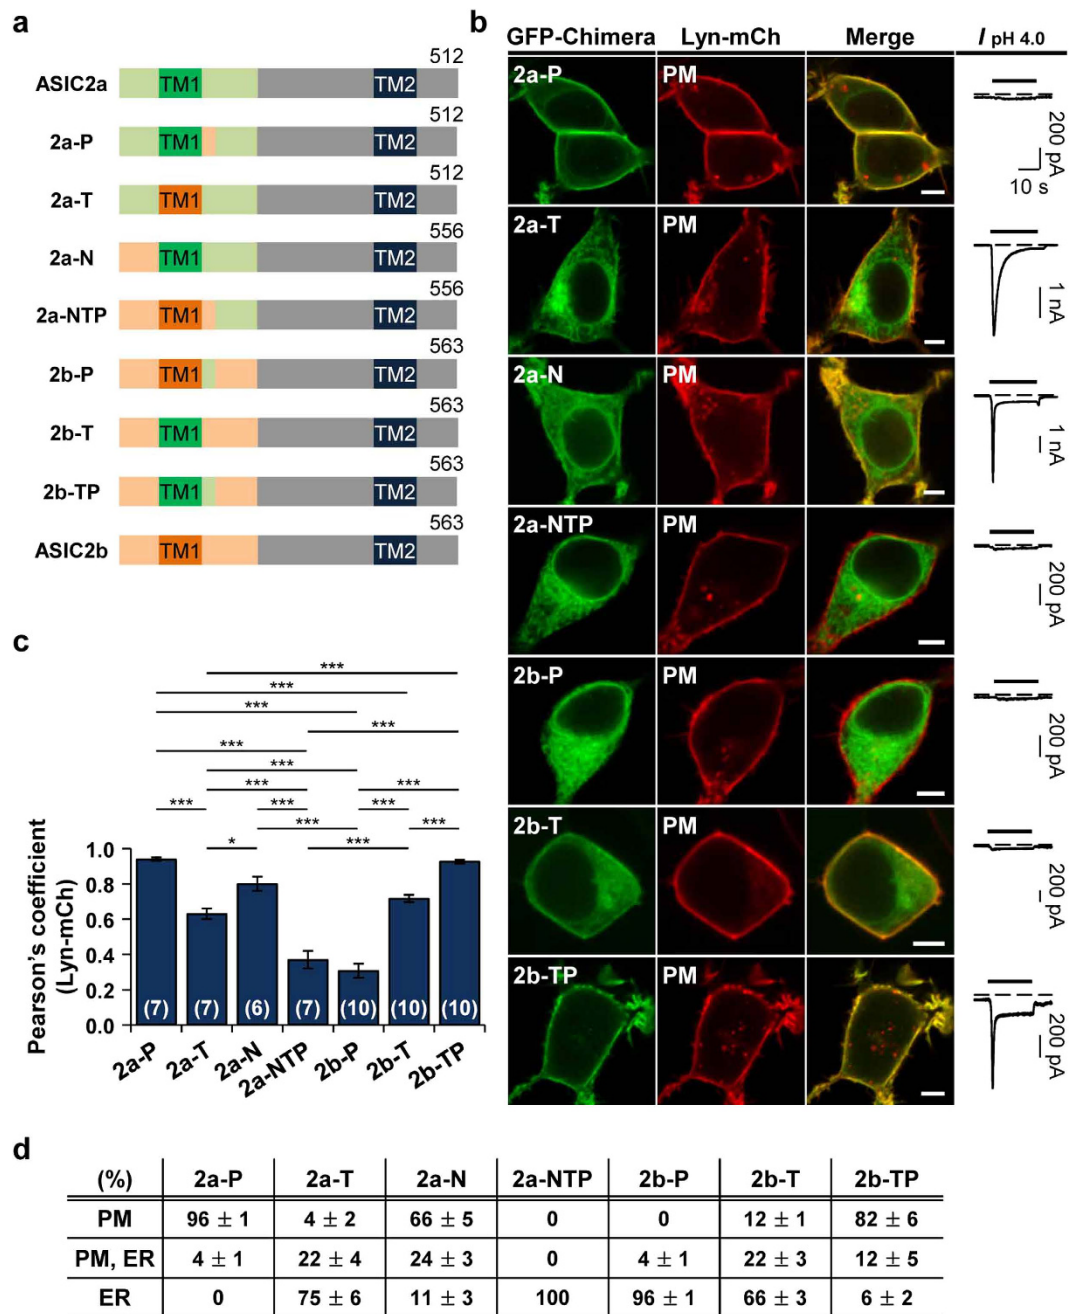 a
512
ASIC2a TM1 TM2
512
2a-P TM1 TM2
512
2a-T TM1 TM2
556
2a-N TM1 TM2
556
2a-NTP TM1 TM2
563
2b-P TM1 TM2
563
2b-T TM1 TM2
563
2b-TP TM1 TM2
563
ASIC2b TM1 TM2
b
GFP-Chimera Lyn-mCh Merge I pH 4.0
2a-P PM
200 pA
10 s
2a-T PM
1 nA
2a-N PM
1 nA
2a-NTP PM
200 pA
2b-P PM
200 pA
2b-T PM
200 pA
2b-TP PM
200 pA
c
***
***
***
***
***
***
***
***
*** *** ***
*** ***
* ***
Pearson's coefficient
(Lyn-mCh)
1.0
0.8
0.6
0.4
0.2
0.0
(7) (7) (6) (7) (10) (10) (10)
2a-P 2a-T 2a-N 2a-NTP 2b-P 2b-T 2b-TP
d
(%) 2a-P 2a-T 2a-N 2a-NTP 2b-P 2b-T 2b-TP
PM 96 ± 1 4 ± 2 66 ± 5 0 0 12 ± 1 82 ± 6
PM, ER 4 ± 1 22 ± 4 24 ± 3 0 4 ± 1 22 ± 3 12 ± 5
ER 0 75 ± 6 11 ± 3 100 96 ± 1 66 ± 3 6 ± 2